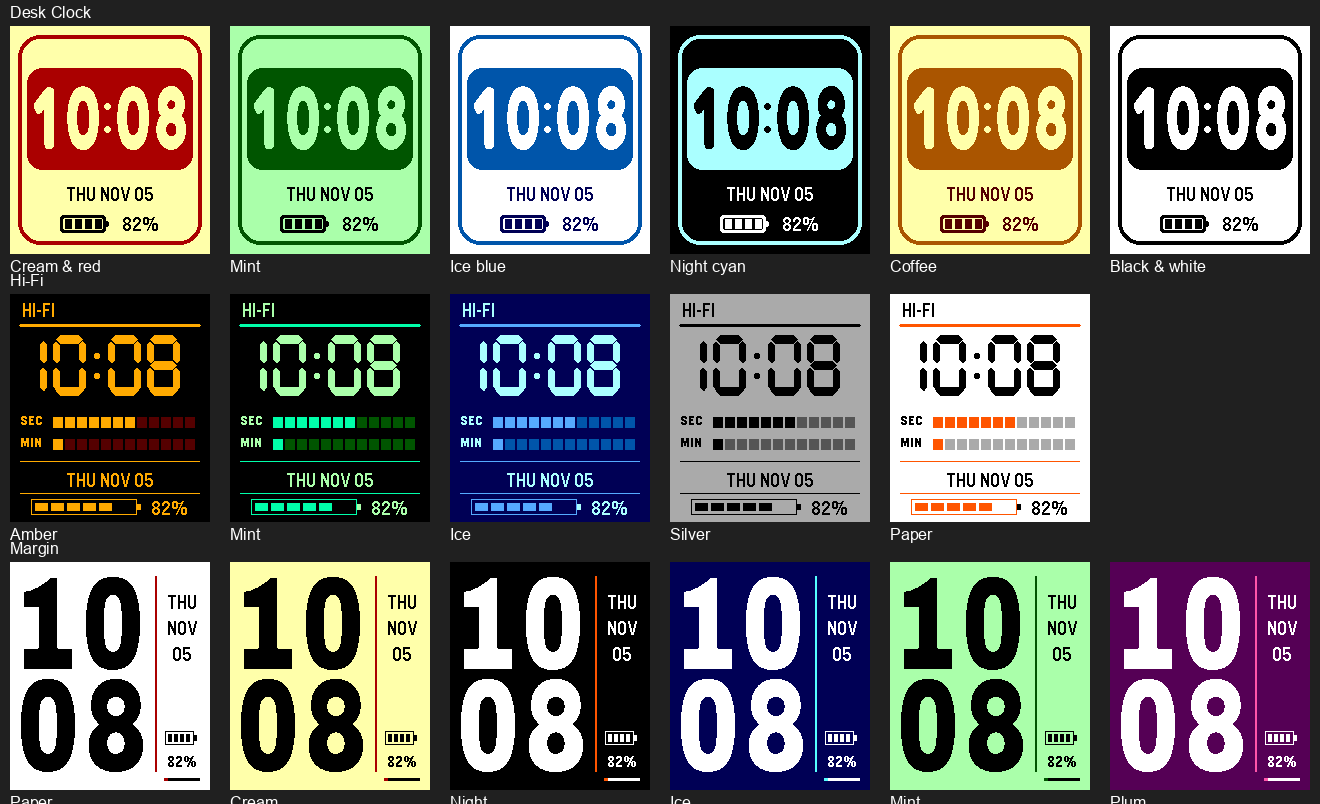 Desk Clock
10:08 10:08 10:08 10:08 10:08 10:08
THU NOV 05 THU NOV 05 THU NOV 05 THU NOV 05 THU NOV 05 THU NOV 05
82% 82% 82% 82% 82% 82%
Cream & red Mint Ice blue Night cyan Coffee Black & white
Hi-Fi
HI-FI HI-FI HI-FI HI-FI HI-FI
10:08 10:08 10:08 10:08 10:08
SEC SEC SEC SEC SEC
MIN MIN MIN MIN MIN
THU NOV 05 THU NOV 05 THU NOV 05 THU NOV 05 THU NOV 05
82% 82% 82% 82% 82%
Amber Mint Ice Silver Paper
Margin
10 10 10 10 10 10
THU THU THU THU THU THU
NOV NOV NOV NOV NOV NOV
05 05 05 05 05 05
08 08 08 08 08 08
82% 82% 82% 82% 82% 82%
Paper Cream Night Ice Mint Plum